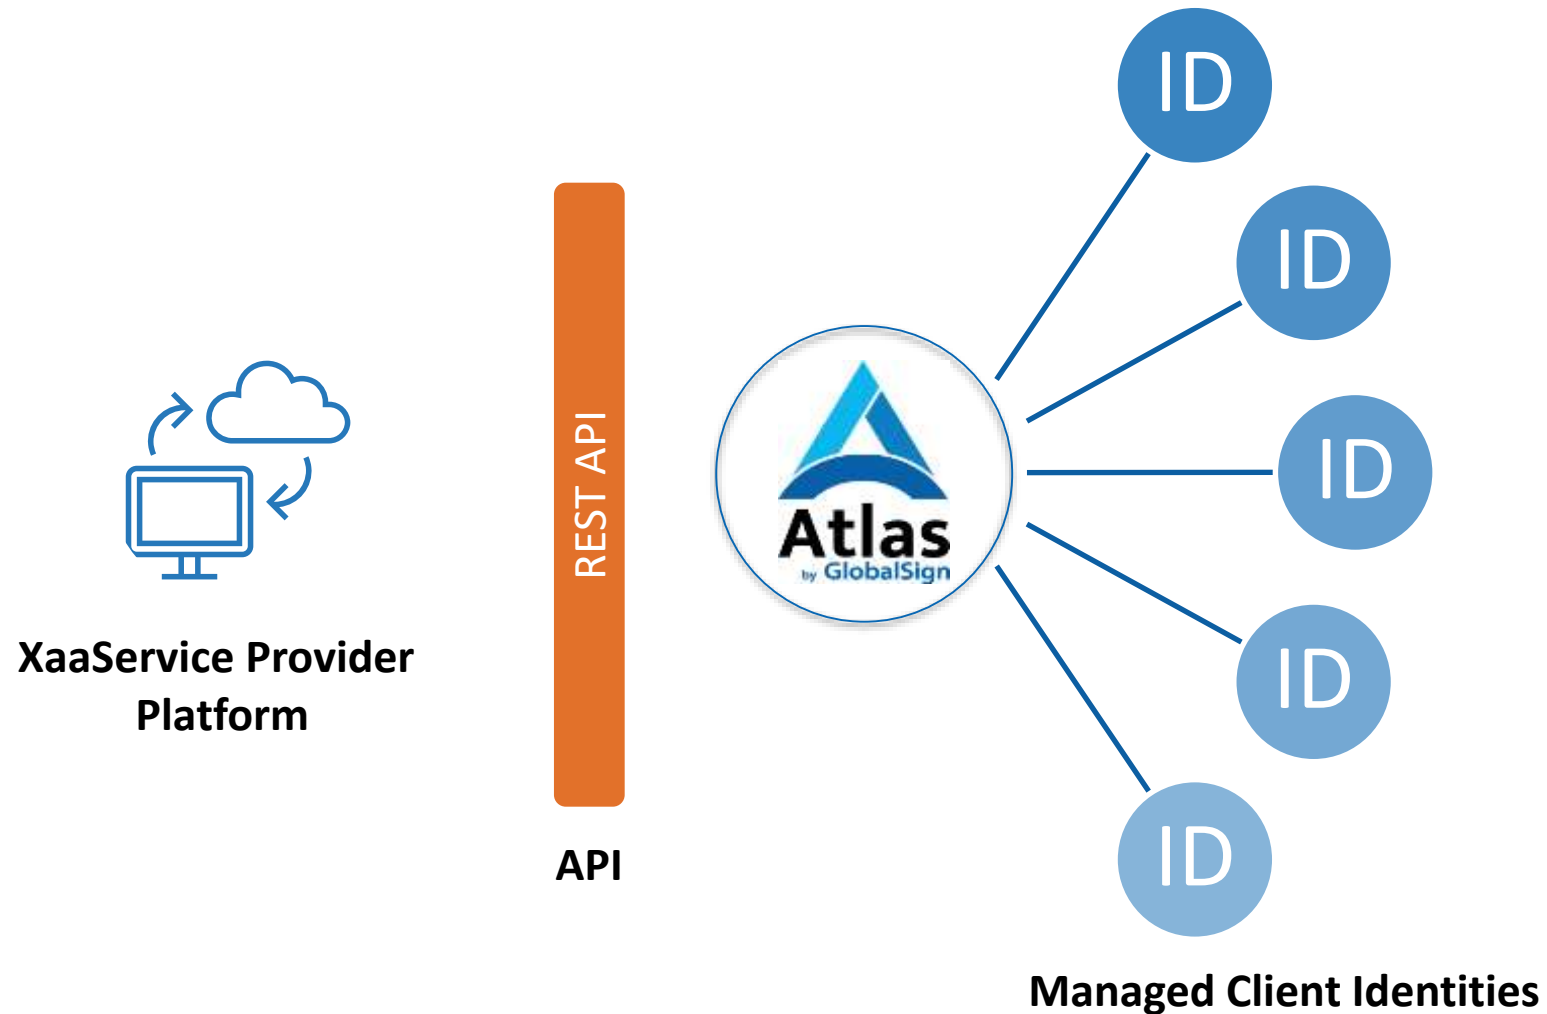 XaaService Provider
Platform
REST API
API
Atlas
by GlobalSign
ID
ID
ID
ID
ID
Managed Client Identities